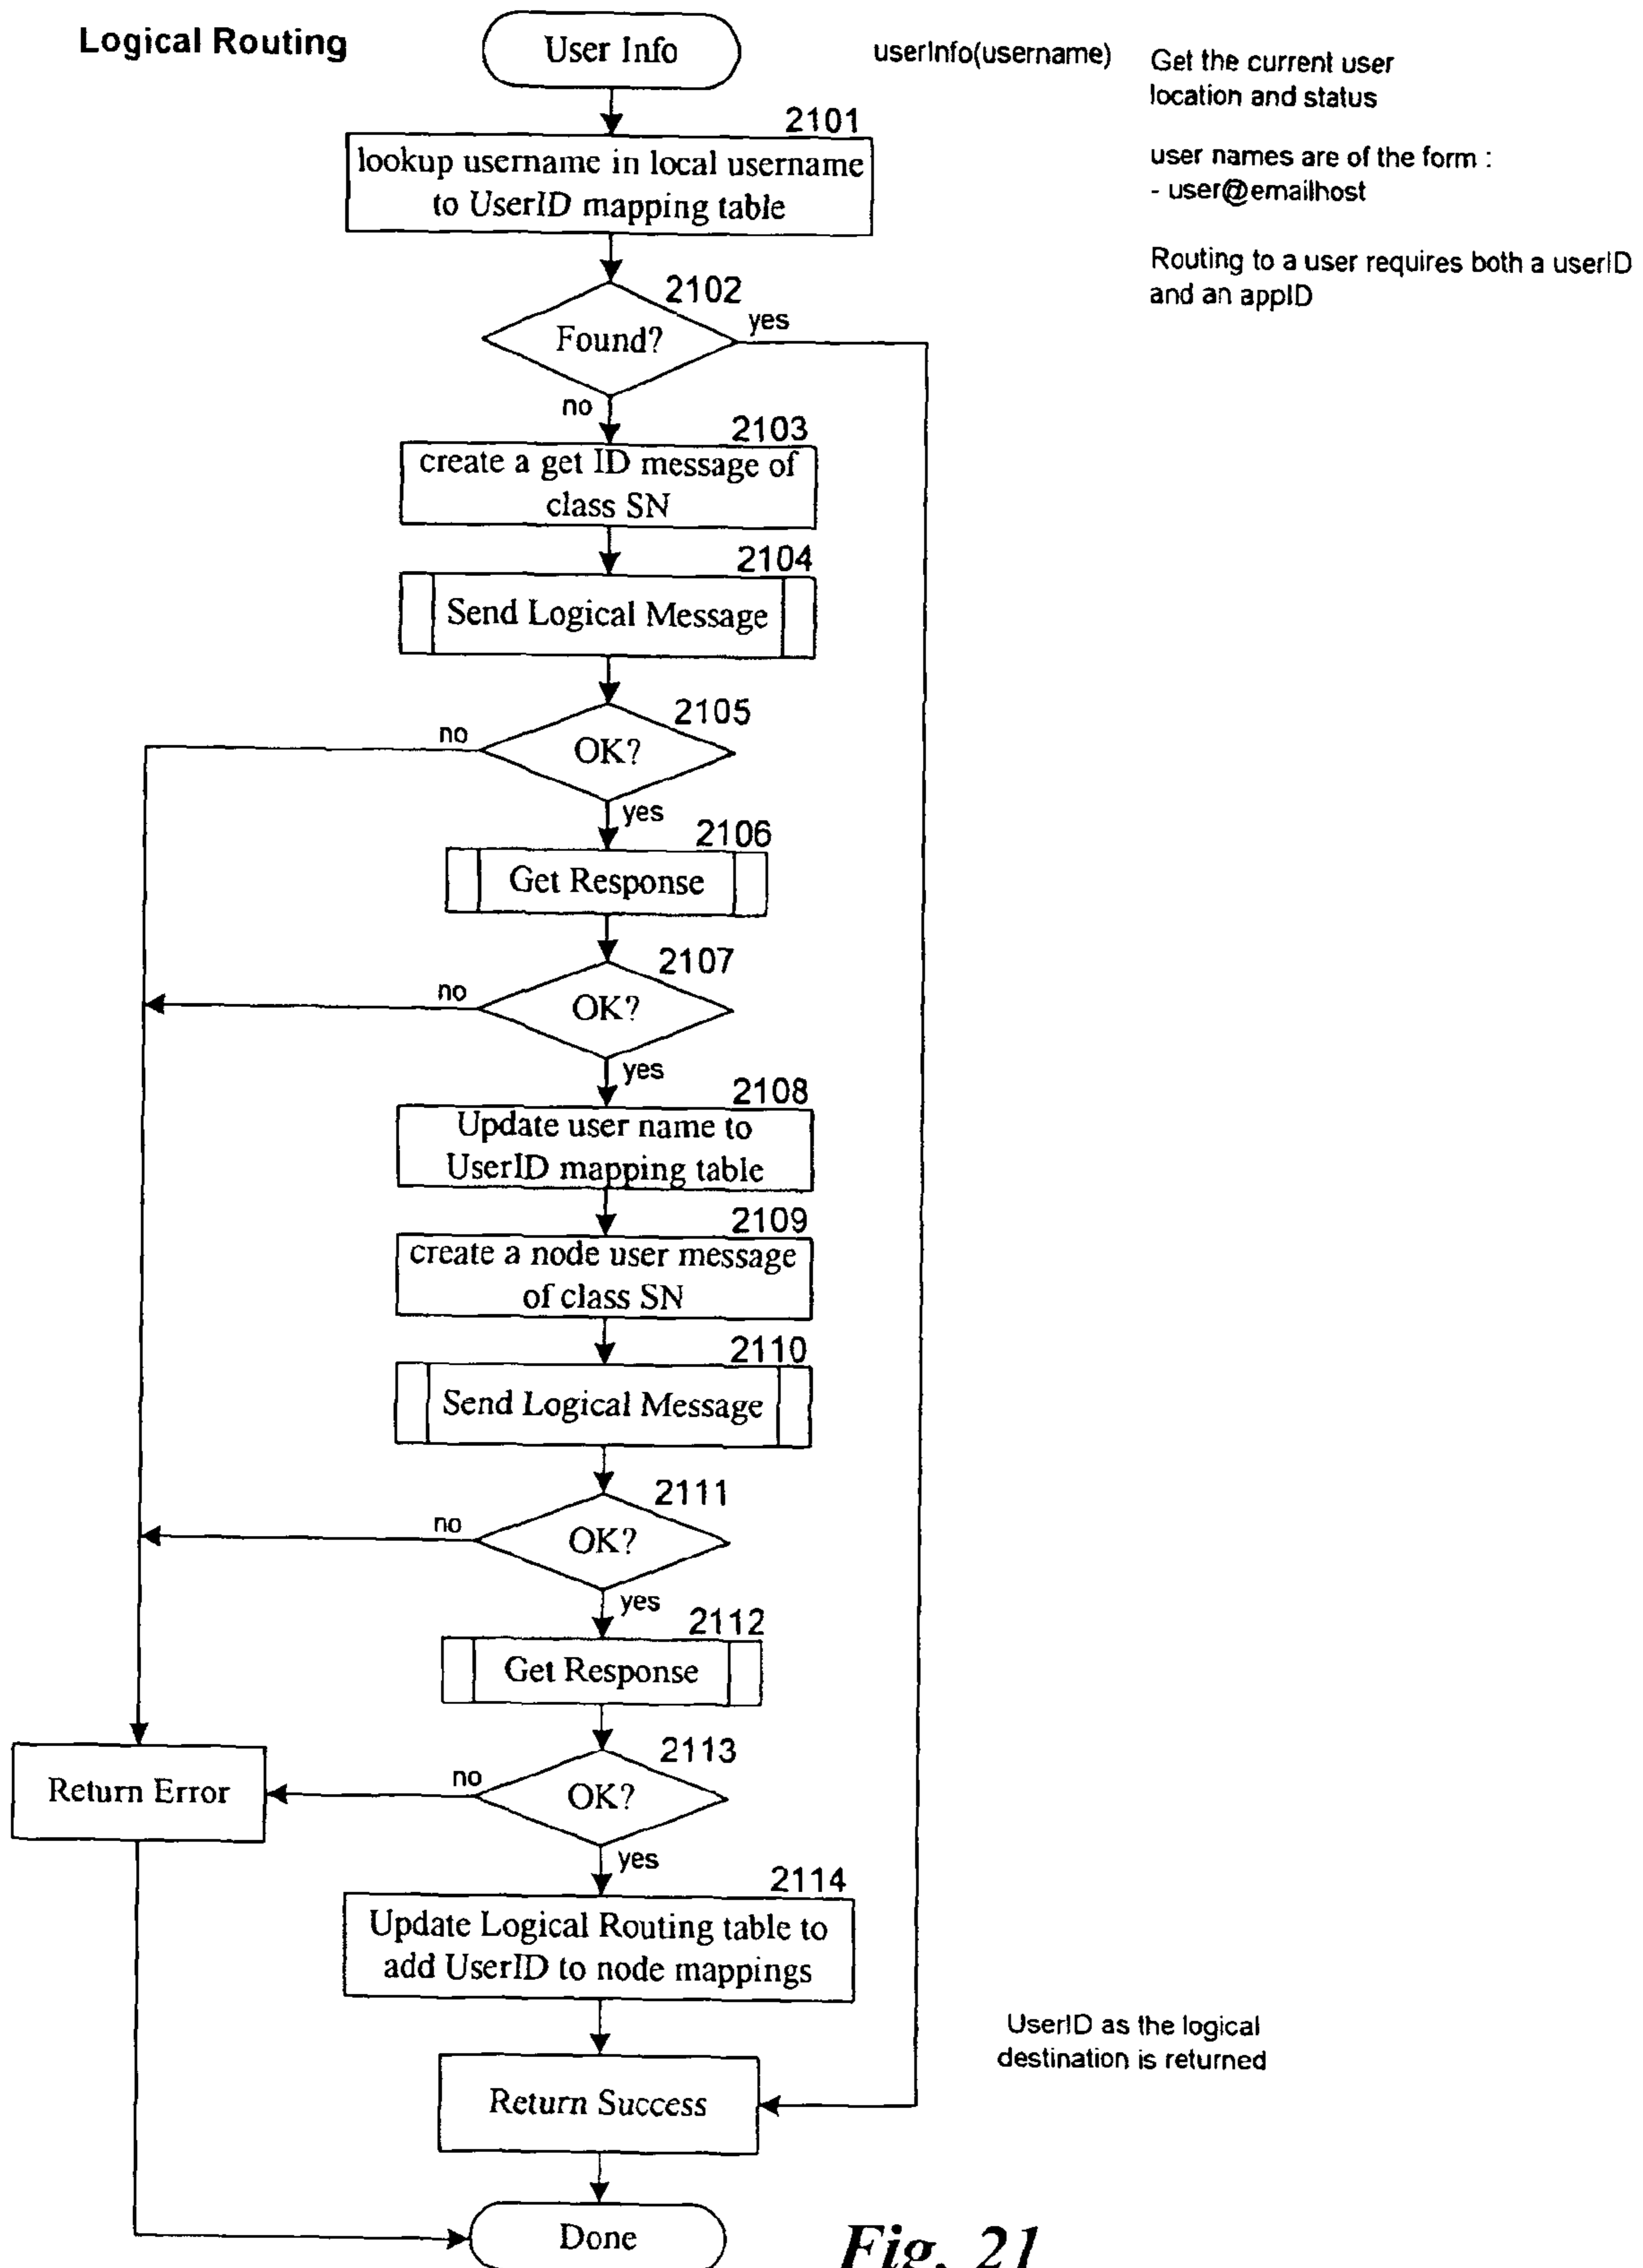 Logical Routing
User Info
userInfo(username)
Get the current user
location and status
user names are of the form :
- user@emailhost
Routing to a user requires both a userID
and an appID
2101
lookup username in local username
to UserID mapping table
2102
Found?
yes
no
2103
create a get ID message of
class SN
2104
Send Logical Message
2105
OK?
no
yes
2106
Get Response
2107
OK?
no
yes
2108
Update user name to
UserID mapping table
2109
create a node user message
of class SN
2110
Send Logical Message
2111
OK?
no
yes
2112
Get Response
2113
OK?
no
Return Error
yes
2114
Update Logical Routing table to
add UserID to node mappings
UserID as the logical
destination is returned
Return Success
Done
Fig. 21